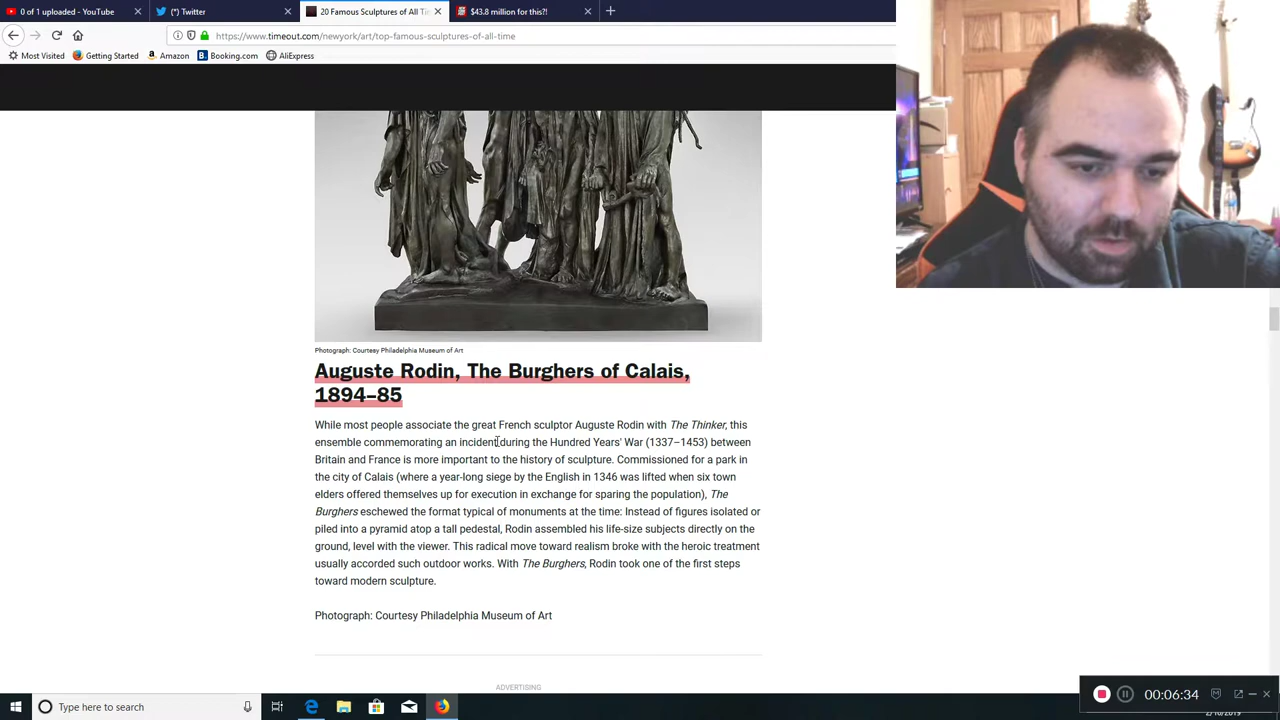 0 of 1 uploaded - YouTube
(*) Twitter
20 Famous Sculptures of All Tim
$43.8 million for this?!
https://www.timeout.com/newyork/art/top-famous-sculptures-of-all-time
Most Visited Getting Started Amazon Booking.com AliExpress
Photograph: Courtesy Philadelphia Museum of Art
Auguste Rodin, The Burghers of Calais,
1894–85
While most people associate the great French sculptor Auguste Rodin with The Thinker, this
ensemble commemorating an incident during the Hundred Years' War (1337–1453) between
Britain and France is more important to the history of sculpture. Commissioned for a park in
the city of Calais (where a year-long siege by the English in 1346 was lifted when six town
elders offered themselves up for execution in exchange for sparing the population), The
Burghers eschewed the format typical of monuments at the time: Instead of figures isolated or
piled into a pyramid atop a tall pedestal, Rodin assembled his life-size subjects directly on the
ground, level with the viewer. This radical move toward realism broke with the heroic treatment
usually accorded such outdoor works. With The Burghers, Rodin took one of the first steps
toward modern sculpture.
Photograph: Courtesy Philadelphia Museum of Art
ADVERTISING
Type here to search
00:06:34